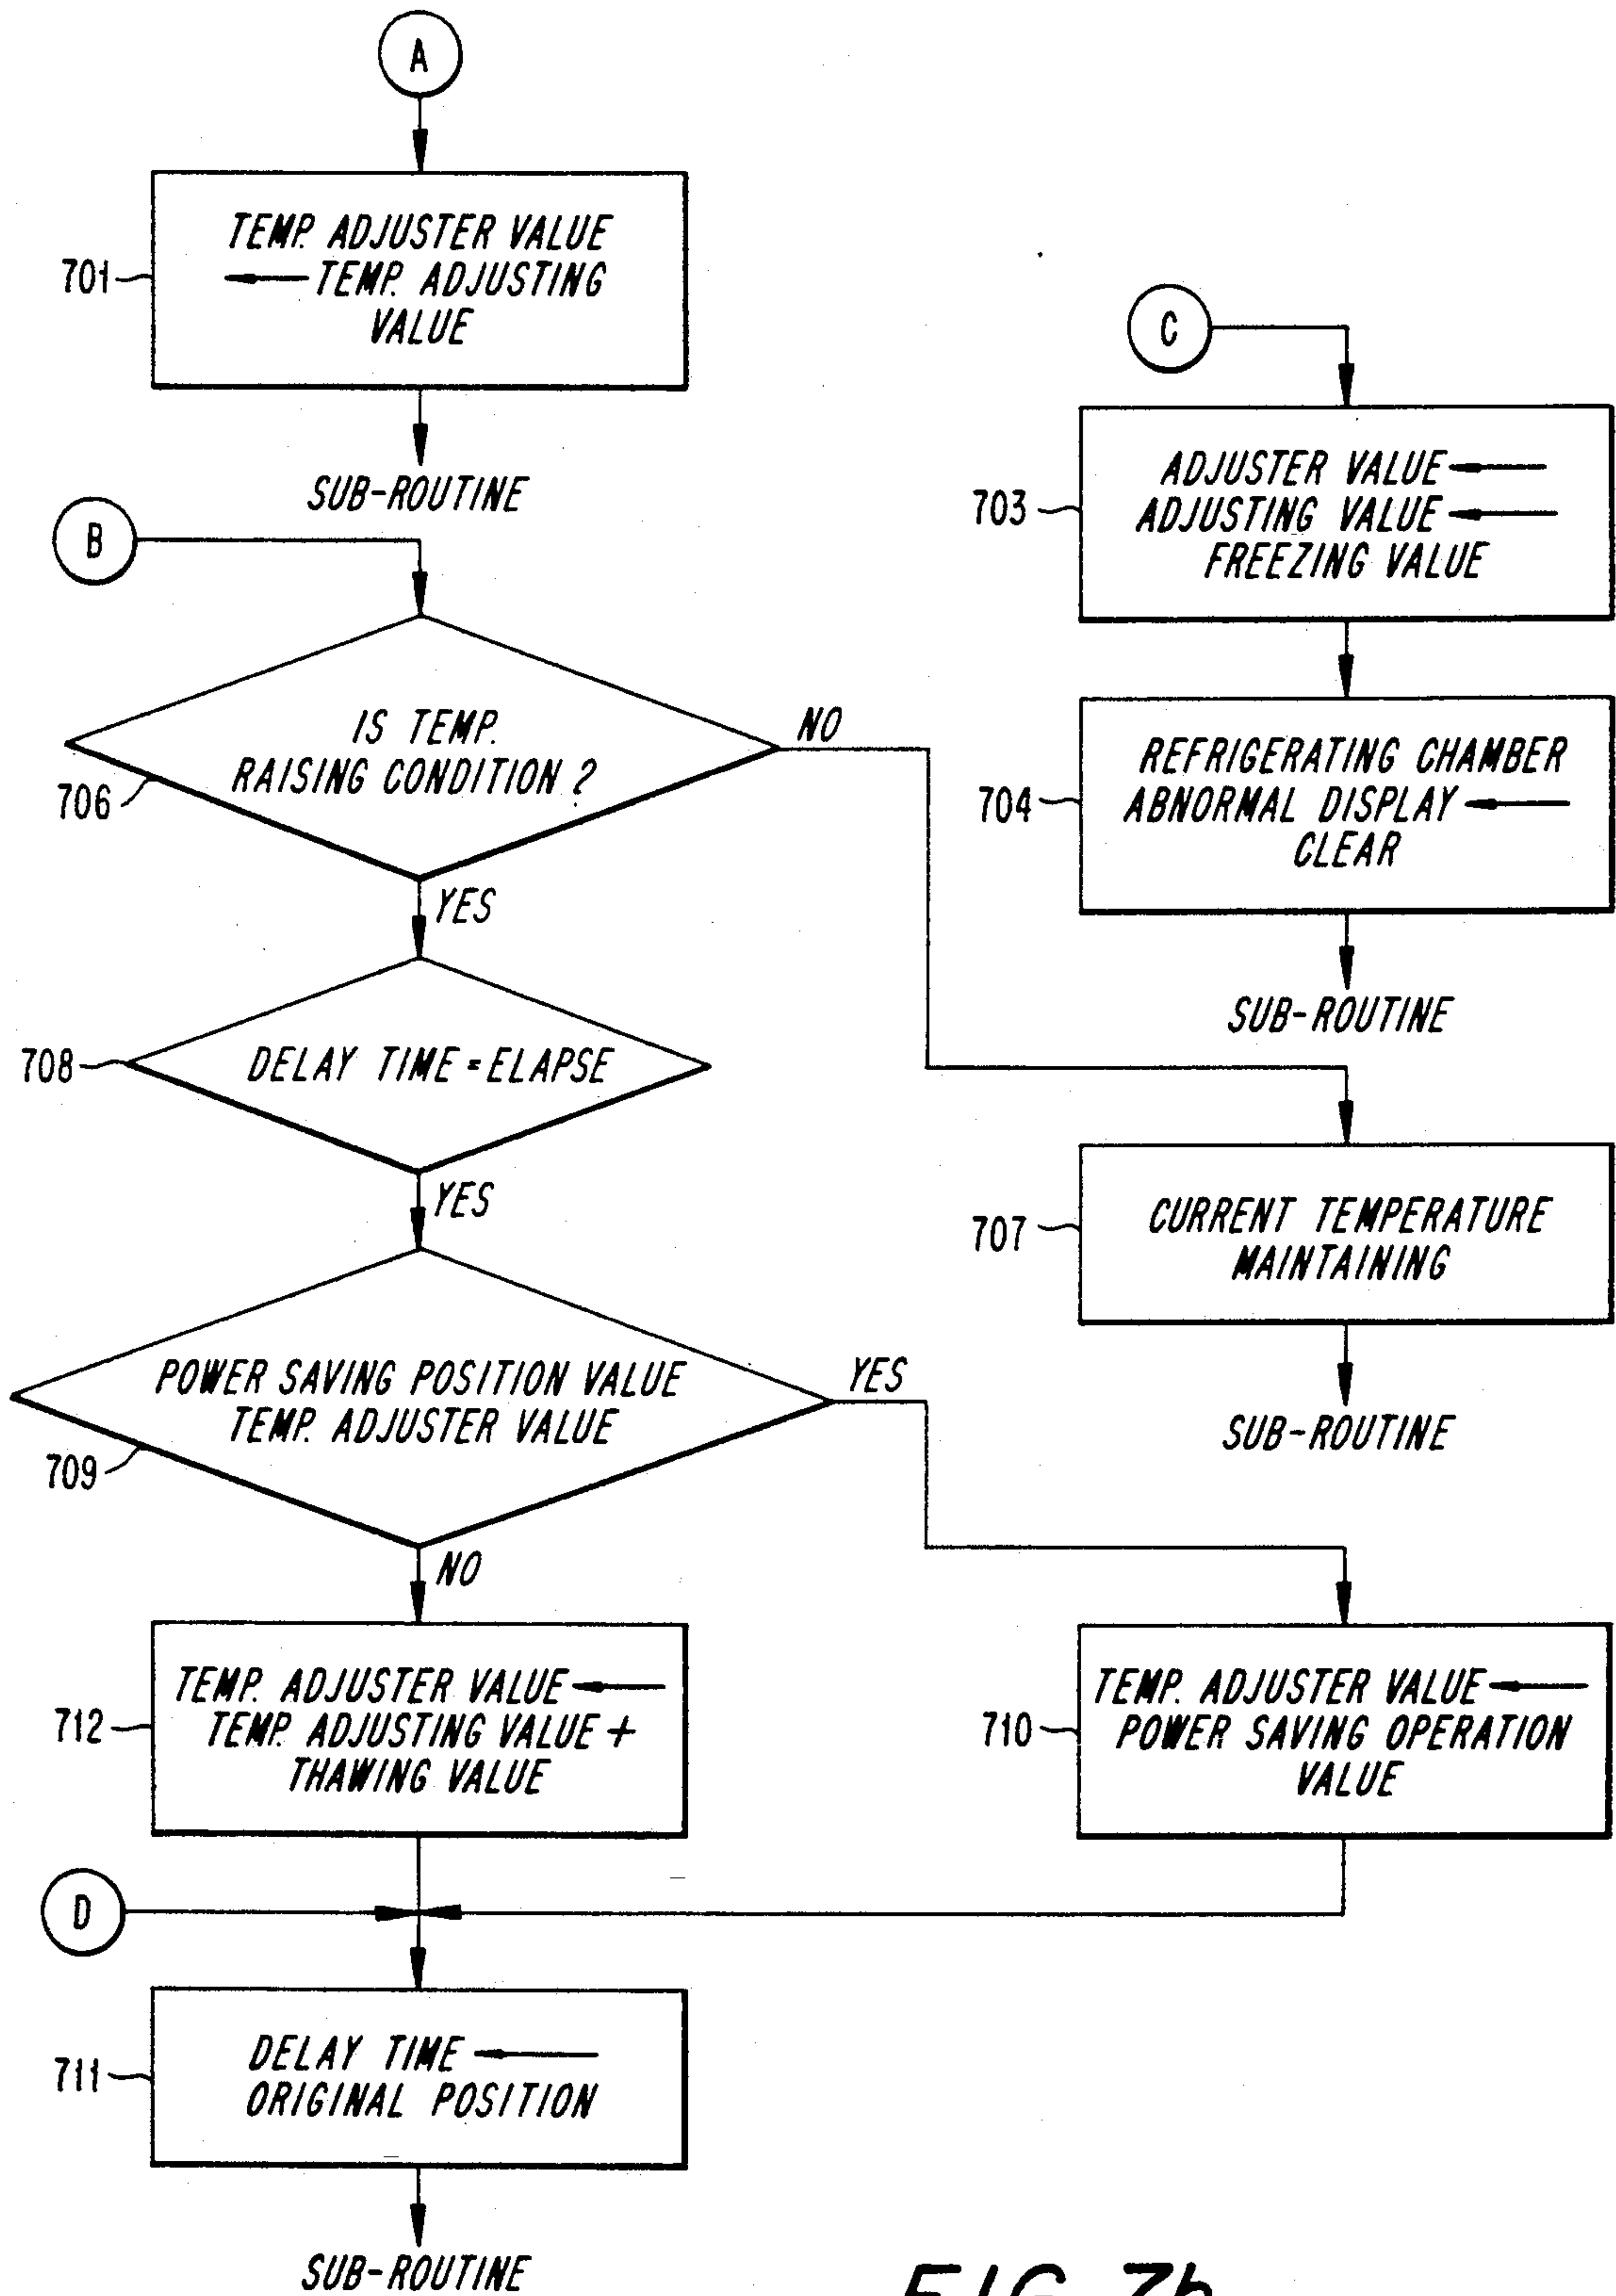 A
701
TEMP. ADJUSTER VALUE
← TEMP. ADJUSTING
VALUE
SUB-ROUTINE
B
706
IS TEMP.
RAISING CONDITION ?
NO
YES
708
DELAY TIME = ELAPSE
YES
709
POWER SAVING POSITION VALUE
TEMP. ADJUSTER VALUE
YES
NO
712
TEMP. ADJUSTER VALUE ←
TEMP. ADJUSTING VALUE +
THAWING VALUE
D
711
DELAY TIME ←
ORIGINAL POSITION
SUB-ROUTINE
C
703
ADJUSTER VALUE ←
ADJUSTING VALUE ←
FREEZING VALUE
704
REFRIGERATING CHAMBER
ABNORMAL DISPLAY ←
CLEAR
SUB-ROUTINE
707
CURRENT TEMPERATURE
MAINTAINING
SUB-ROUTINE
710
TEMP. ADJUSTER VALUE ←
POWER SAVING OPERATION
VALUE
FIG. 7b